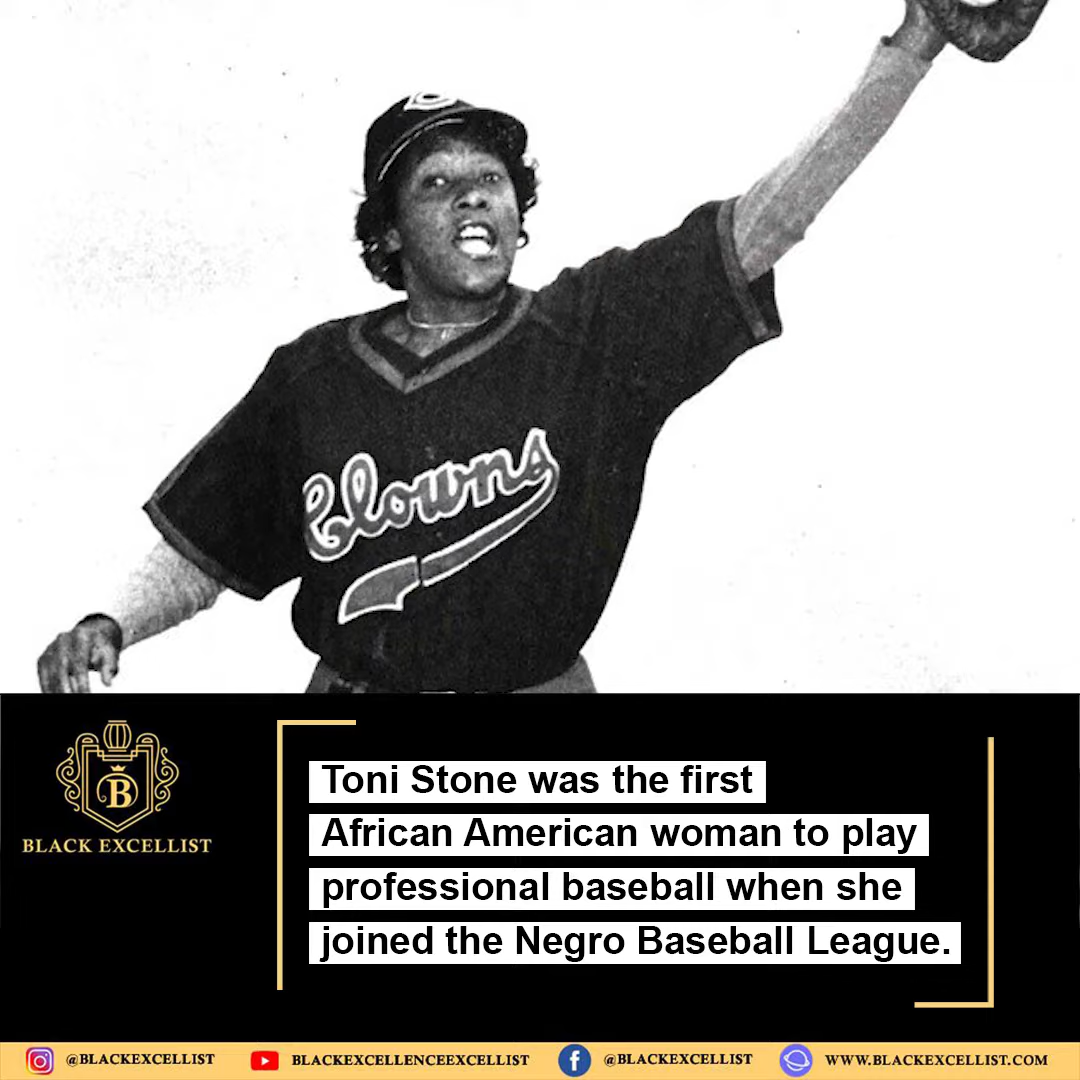 Clowns
B
BLACK EXCELLIST
Toni Stone was the first
African American woman to play
professional baseball when she
joined the Negro Baseball League.
@BLACKEXCELLIST
BLACKEXCELLENCEEXCELLIST
@BLACKEXCELLIST
WWW.BLACKEXCELLIST.COM